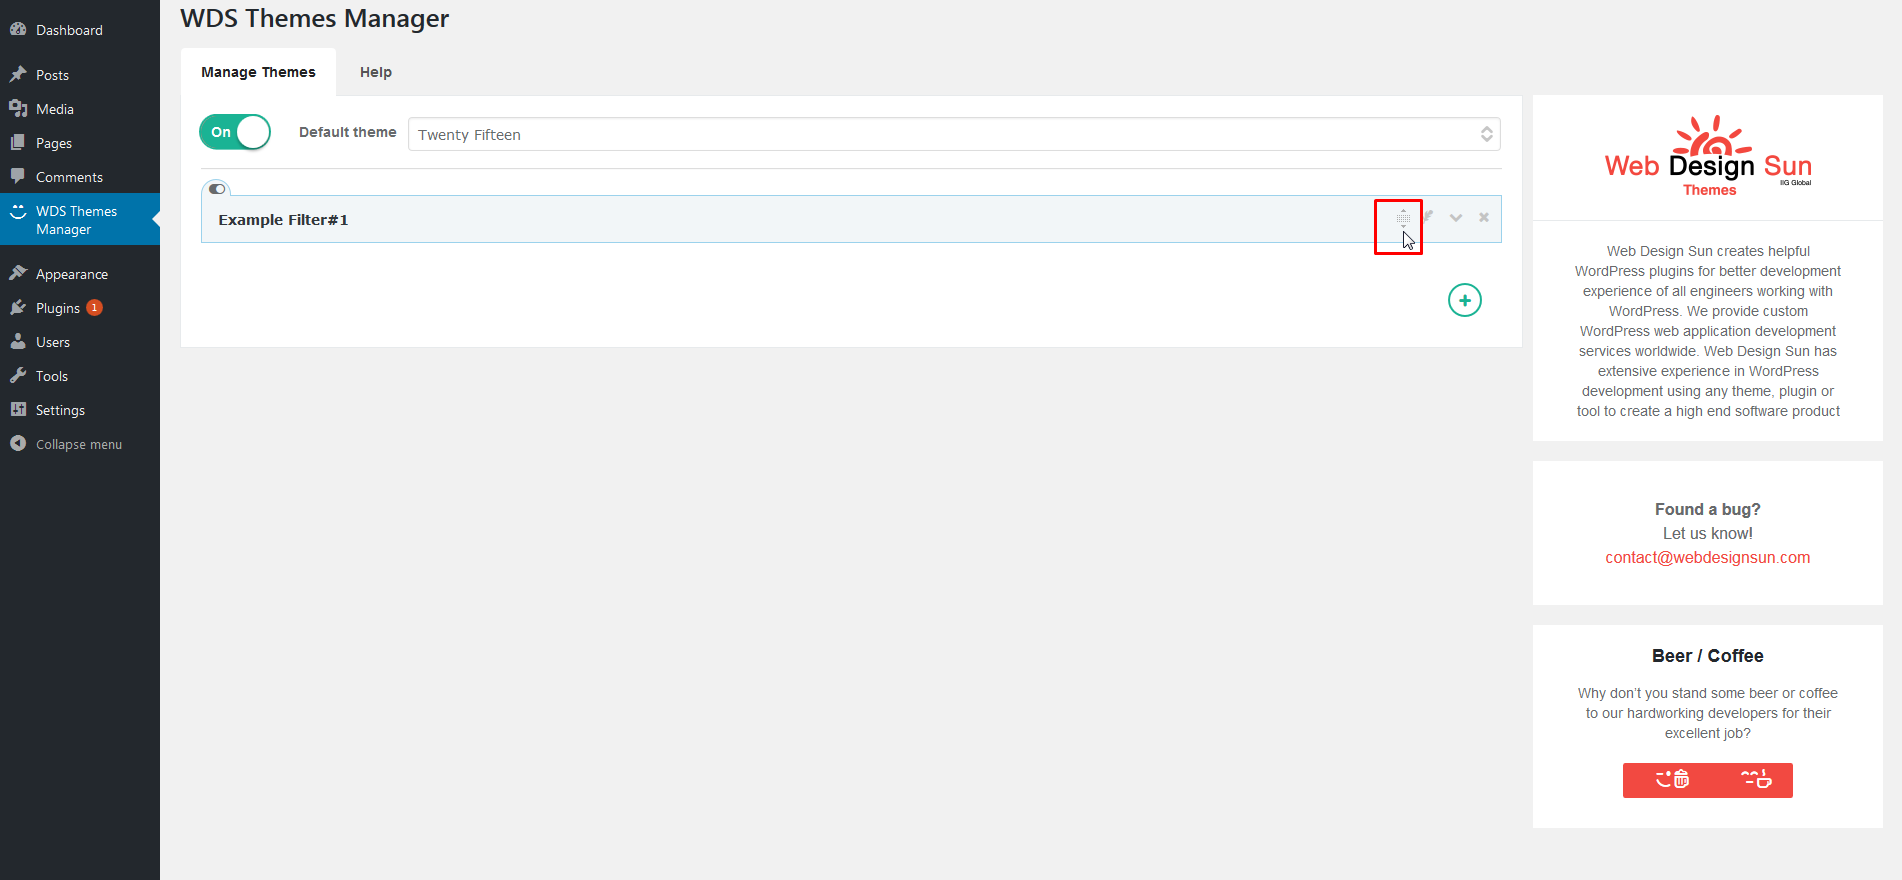 WDS Themes Manager
Dashboard
Posts
Media
Pages
Comments
WDS Themes
Manager
Appearance
Plugins 1
Users
Tools
Settings
Collapse menu
Manage Themes Help
On Default theme Twenty Fifteen
Example Filter#1
Web Design Sun
IIG Global
Themes
Web Design Sun creates helpful
WordPress plugins for better development
experience of all engineers working with
WordPress. We provide custom
WordPress web application development
services worldwide. Web Design Sun has
extensive experience in WordPress
development using any theme, plugin or
tool to create a high end software product
Found a bug?
Let us know!
contact@webdesignsun.com
Beer / Coffee
Why don’t you stand some beer or coffee
to our hardworking developers for their
excellent job?